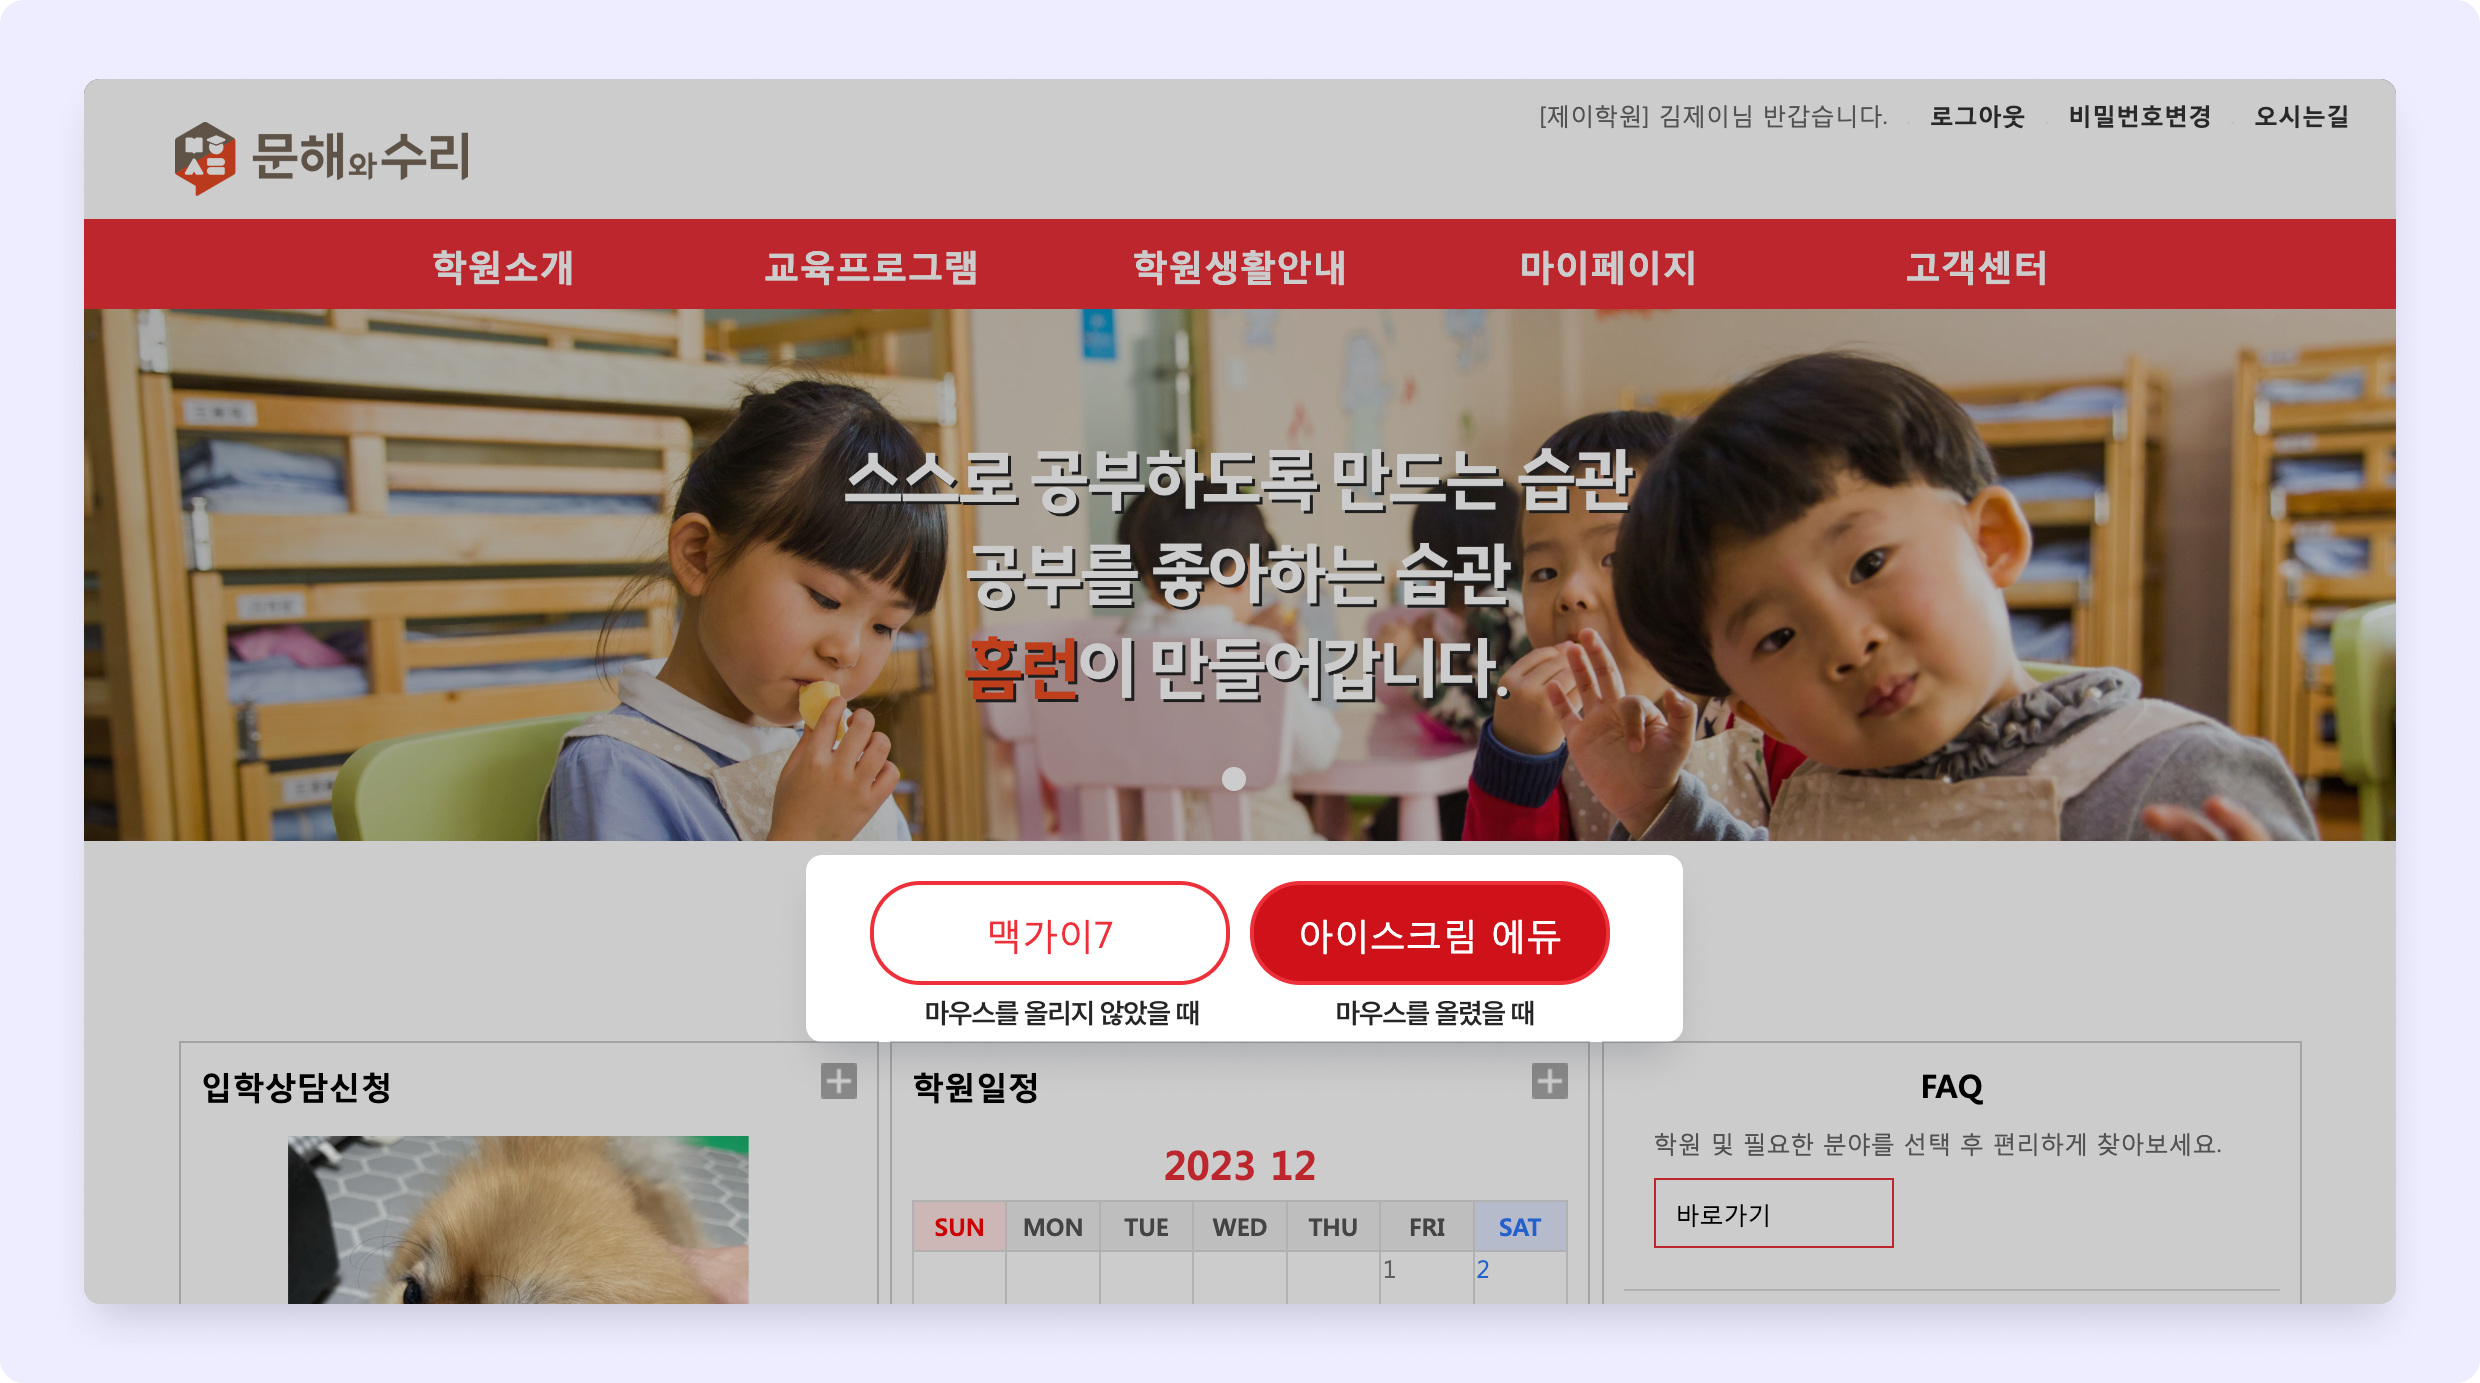 [제이학원] 김제이님 반갑습니다. 로그아웃 비밀번호변경 오시는길
문해와수리
학원소개 교육프로그램 학원생활안내 마이페이지 고객센터
스스로 공부하도록 만드는 습관
공부를 좋아하는 습관
홈런이 만들어갑니다.
맥가이7 아이스크림 에듀
마우스를 올리지 않았을 때 마우스를 올렸을 때
입학상담신청
학원일정
2023 12
SUN MON TUE WED THU FRI SAT
1 2
FAQ
학원 및 필요한 분야를 선택 후 편리하게 찾아보세요.
바로가기